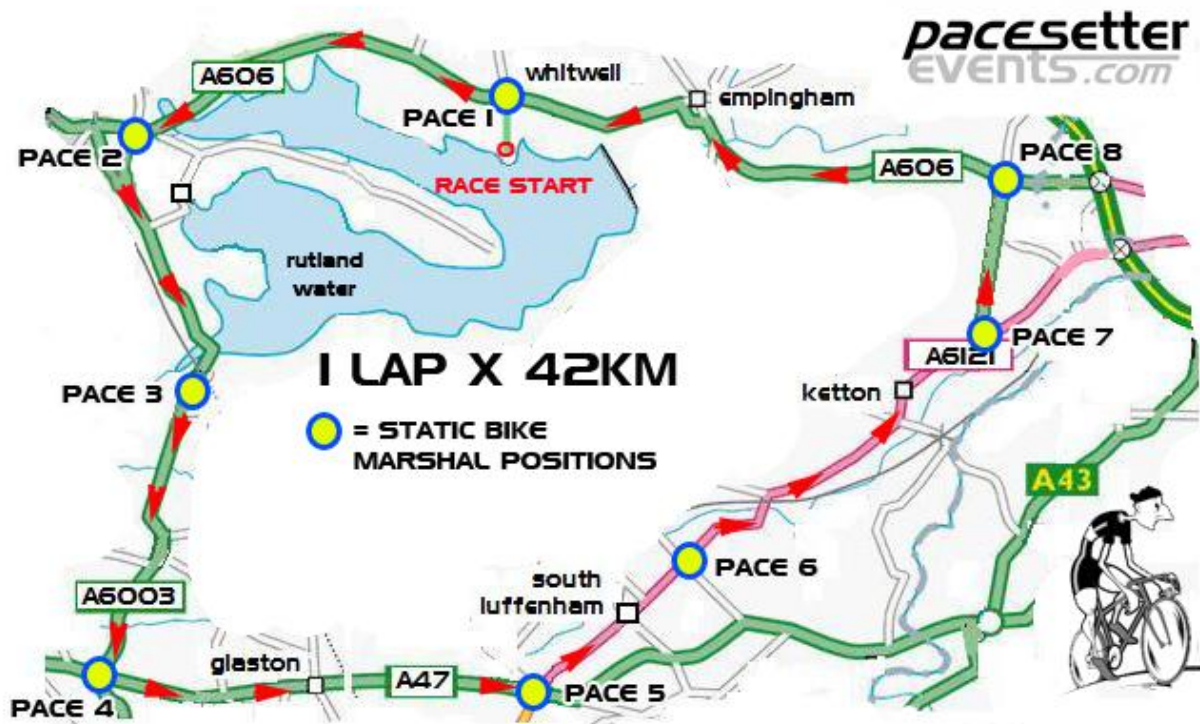 pacesetter
events.com
whitwell
A606
empingham
PACE 1
PACE 2
PACE 8
A606
RACE START
rutland
water
PACE 7
A6121
1 LAP X 42KM
PACE 3
ketton
= STATIC BIKE
MARSHAL POSITIONS
A43
PACE 6
south
luffenham
A6003
glaston
A47
PACE 5
PACE 4